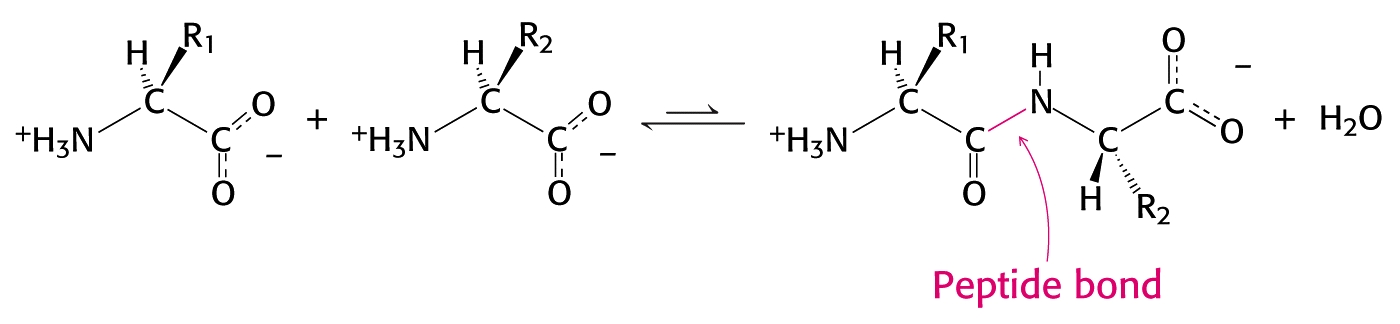 H R₁ H R₂ H R₁ H O
⁺H₃N C C O O − + ⁺H₃N C C O O − ⇌ ⁺H₃N C C O N C H R₂ C O − + H₂O
Peptide bond